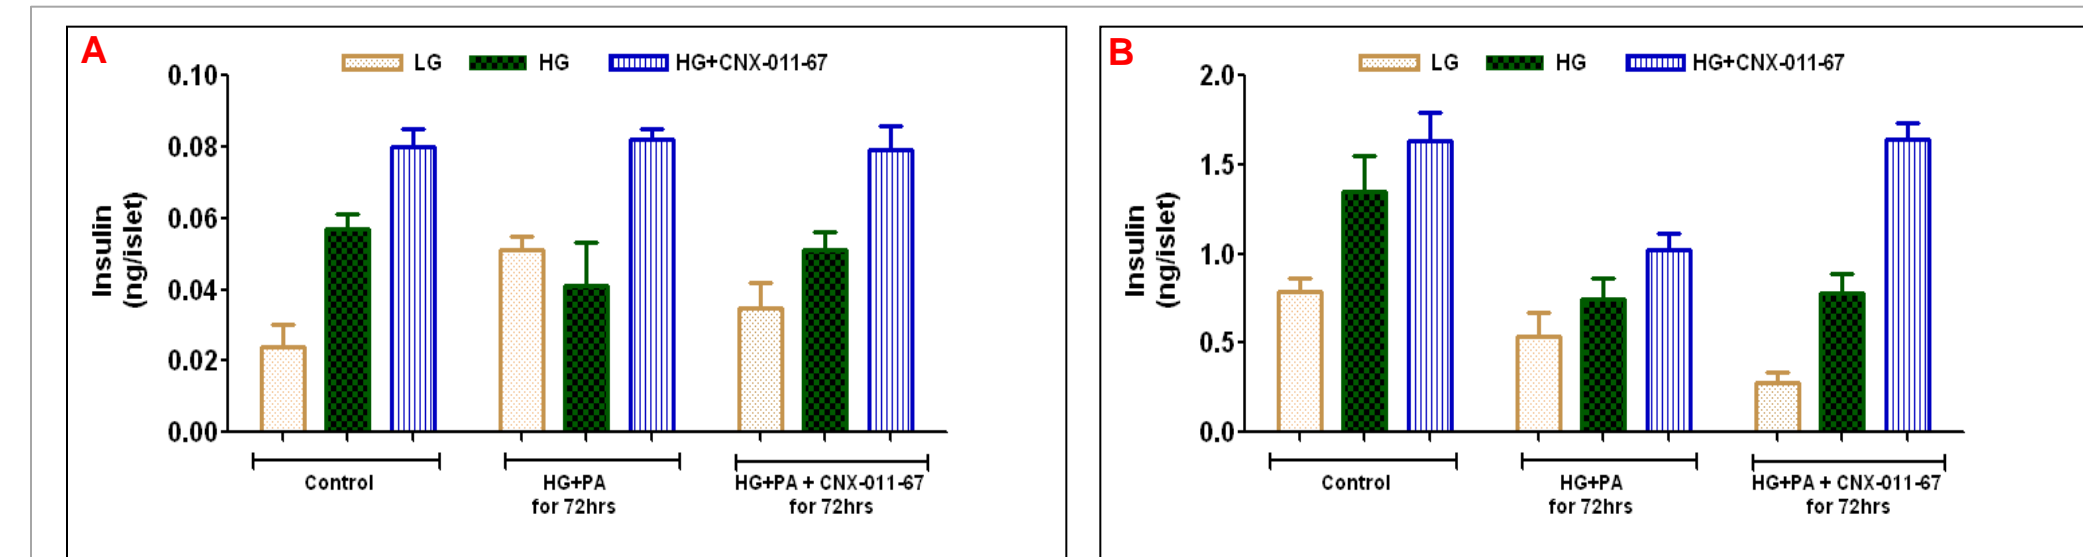 A
LG HG HG+CNX-011-67
0.10
0.08
0.06
0.04
0.02
0.00
Insulin
(ng/islet)
Control
HG+PA
for 72hrs
HG+PA + CNX-011-67
for 72hrs
B
LG HG HG+CNX-011-67
2.0
1.5
1.0
0.5
0.0
Insulin
(ng/islet)
Control
HG+PA
for 72hrs
HG+PA + CNX-011-67
for 72hrs